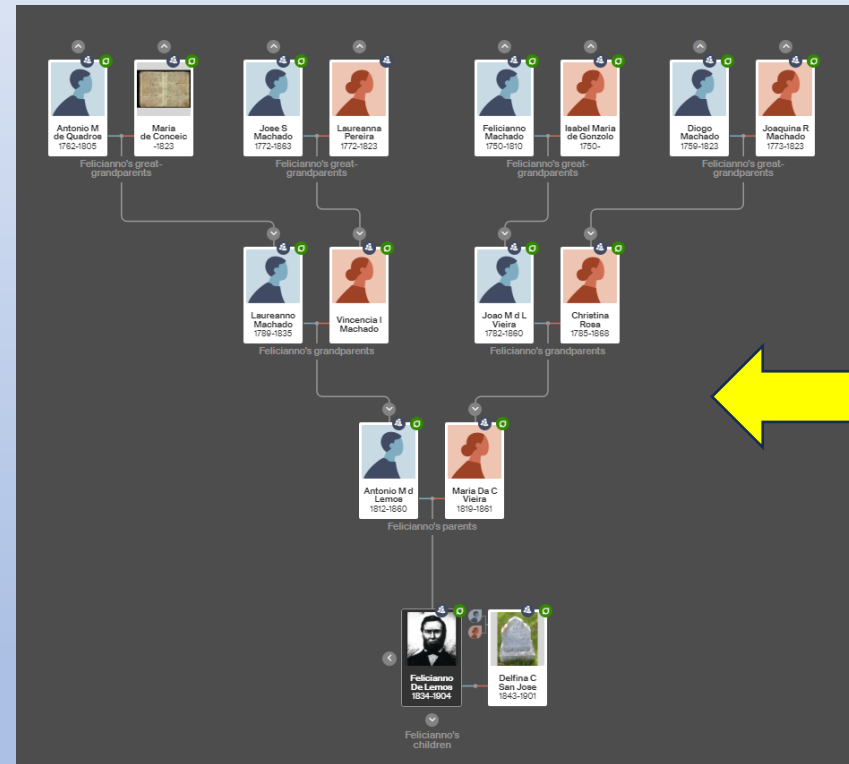 Antonio M
de Quadros
1762-1805
Maria
de Conceic
-1823
Jose S
Machado
1772-1863
Laureanna
Pereira
1772-1823
Felicianno
Machado
1750-1810
Isabel Maria
de Gonzolo
1750-
Diogo
Machado
1759-1823
Joaquina R
Machado
1773-1823
Felicianno's great-
grandparents
Felicianno's great-
grandparents
Felicianno's great-
grandparents
Felicianno's great-
grandparents
Laureanno
Machado
1789-1835
Vincencia I
Machado
Joao M d L
Vieira
1782-1860
Christina
Rosa
1785-1868
Felicianno's grandparents
Felicianno's grandparents
Antonio M d
Lemos
1812-1860
Maria Da C
Vieira
1819-1861
Felicianno's parents
Felicianno
De Lemos
1834-1904
Delfina C
San Jose
1843-1901
Felicianno's
children